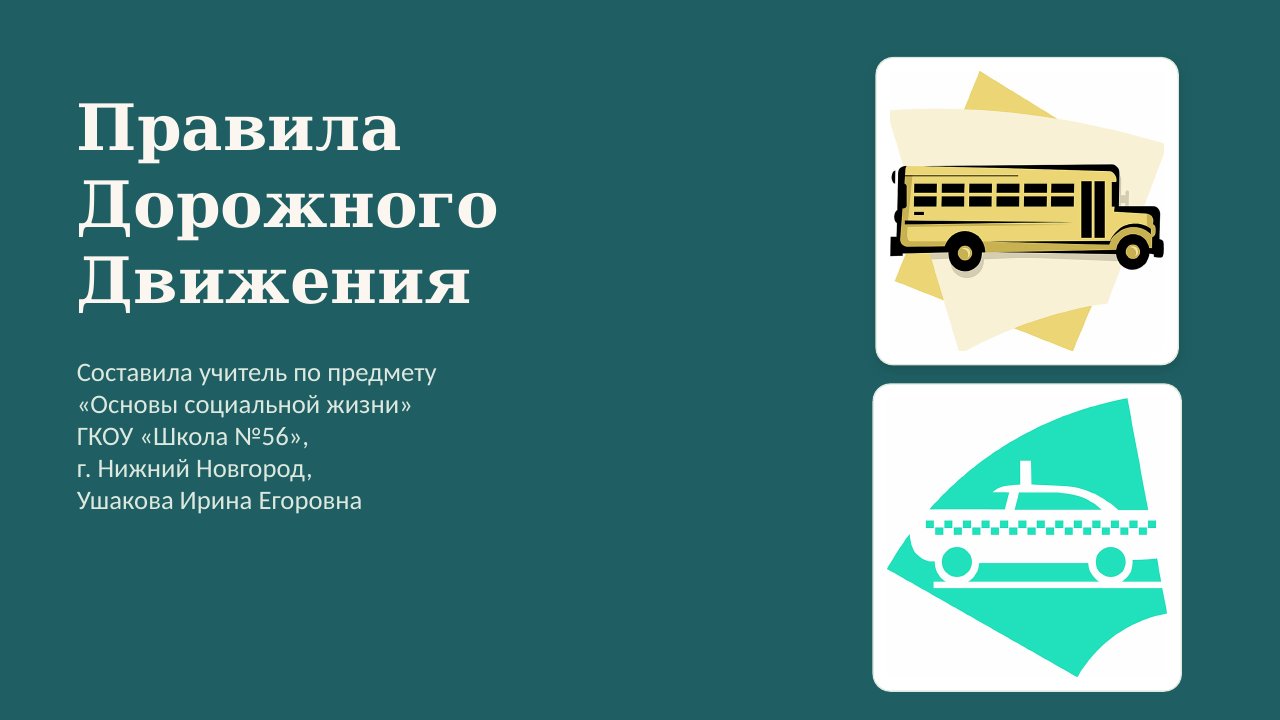 Правила
Дорожного
Движения
Составила учитель по предмету
«Основы социальной жизни»
ГКОУ «Школа №56»,
г. Нижний Новгород,
Ушакова Ирина Егоровна